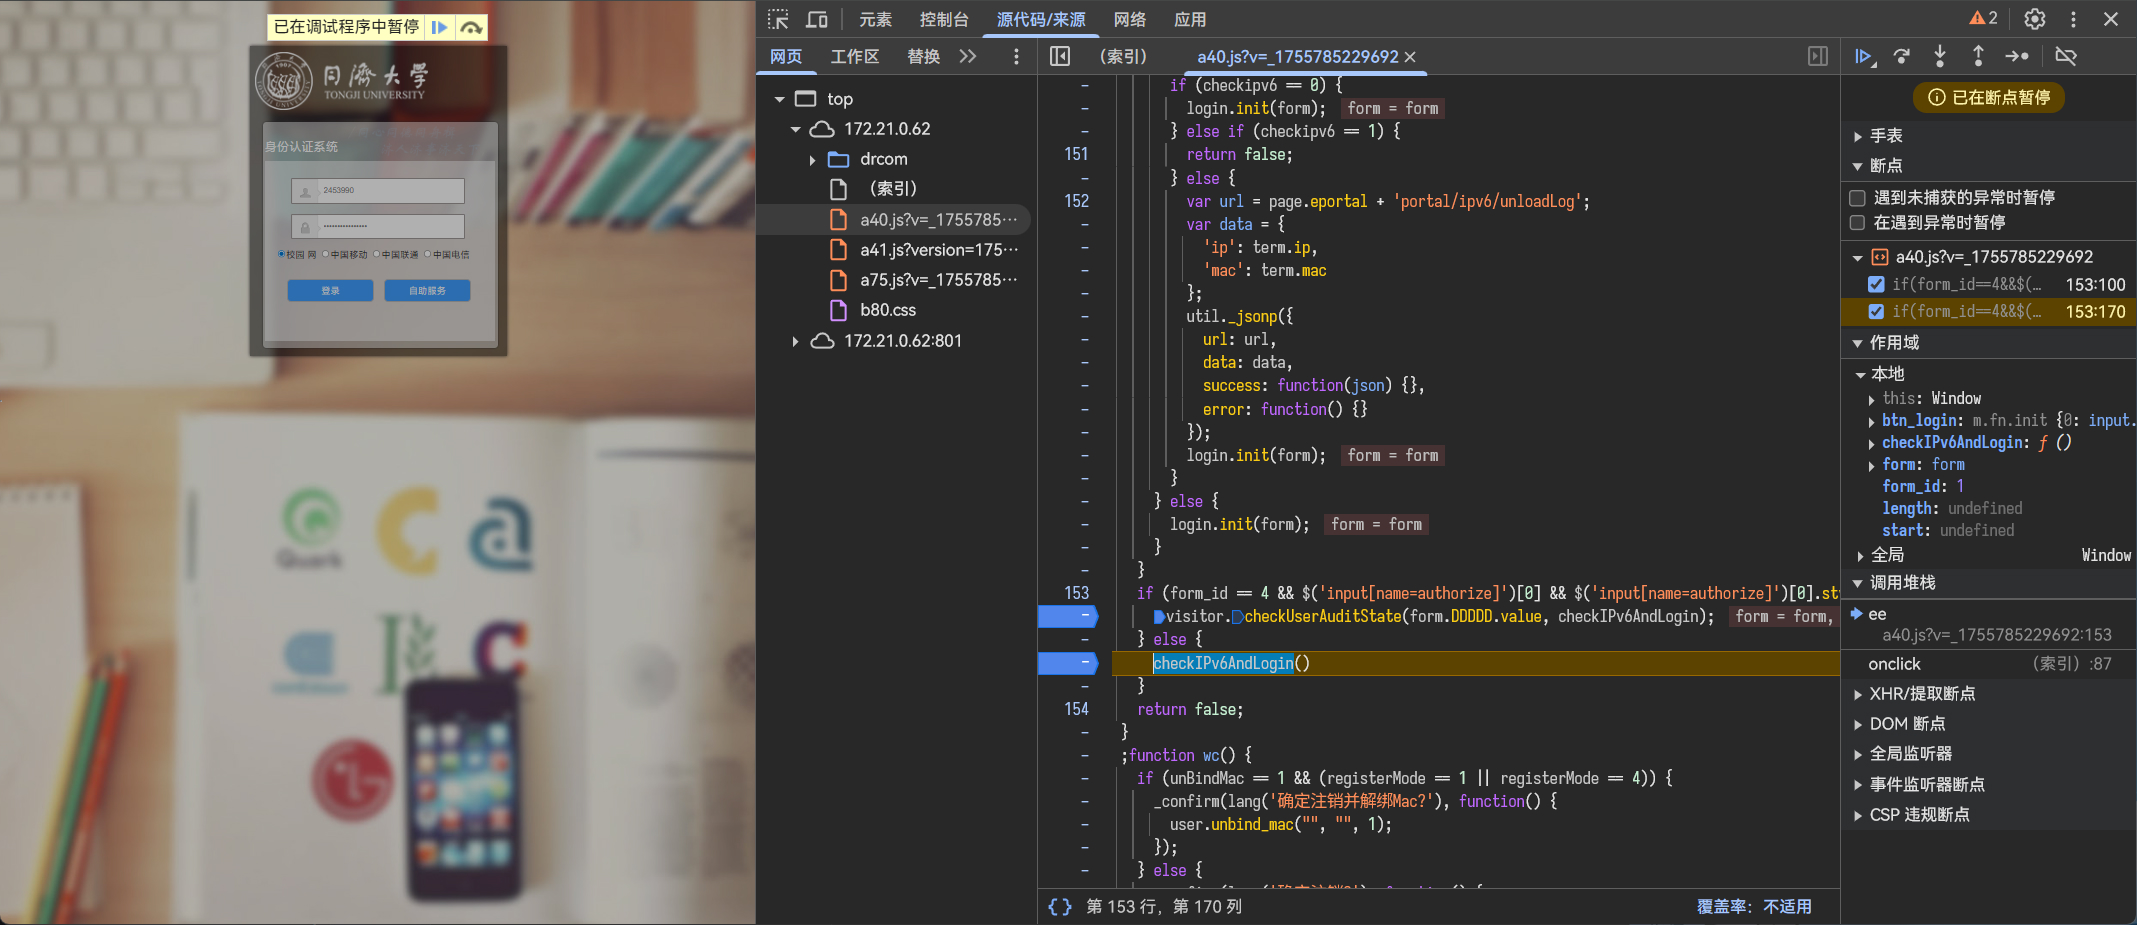 已在调试程序中暂停
同濟大學
TONGJI UNIVERSITY
身份认证系统
2453990
校园 网 中国移动 中国联通 中国电信
登录 自助服务
元素 控制台 源代码/来源 网络 应用
2
网页 工作区 替换
(索引)
a40.js?v=_1755785229692
top
172.21.0.62
drcom
(索引)
a40.js?v=_1755785…
a41.js?version=175…
a75.js?v=_1755785…
b80.css
172.21.0.62:801
- if (checkipv6 == 0) {
- login.init(form); form = form
- } else if (checkipv6 == 1) {
151 return false;
- } else {
152 var url = page.eportal + 'portal/ipv6/unloadLog';
- var data = {
- 'ip': term.ip,
- 'mac': term.mac
- };
- util._jsonp({
- url: url,
- data: data,
- success: function(json) {},
- error: function() {}
- });
- login.init(form); form = form
- }
- } else {
- login.init(form); form = form
- }
- }
153 if (form_id == 4 && $('input[name=authorize]')[0] && $('input[name=authorize]')[0].st
- visitor.checkUserAuditState(form.DDDDD.value, checkIPv6AndLogin); form = form,
- } else {
- checkIPv6AndLogin()
- }
154 return false;
- }
- ;function wc() {
- if (unBindMac == 1 && (registerMode == 1 || registerMode == 4)) {
- _confirm(lang('确定注销并解绑Mac?'), function() {
- user.unbind_mac("", "", 1);
- });
- } else {
{} 第 153 行，第 170 列
覆盖率：不适用
已在断点暂停
手表
断点
遇到未捕获的异常时暂停
在遇到异常时暂停
a40.js?v=_1755785229692
if(form_id==4&&$(… 153:100
if(form_id==4&&$(… 153:170
作用域
本地
this: Window
btn_login: m.fn.init {0: input.
checkIPv6AndLogin: ƒ ()
form: form
form_id: 1
length: undefined
start: undefined
全局 Window
调用堆栈
ee
a40.js?v=_1755785229692:153
onclick (索引) :87
XHR/提取断点
DOM 断点
全局监听器
事件监听器断点
CSP 违规断点
Quark